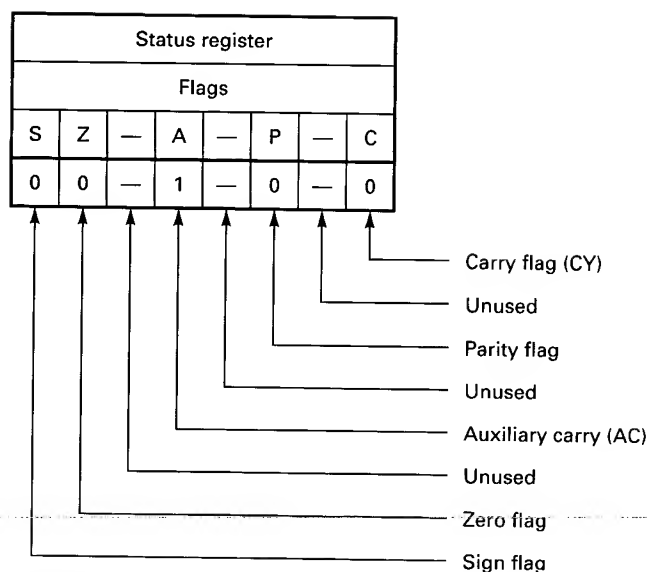 Status register
Flags
S Z — A — P — C
0 0 — 1 — 0 — 0
Carry flag (CY)
Unused
Parity flag
Unused
Auxiliary carry (AC)
Unused
Zero flag
Sign flag